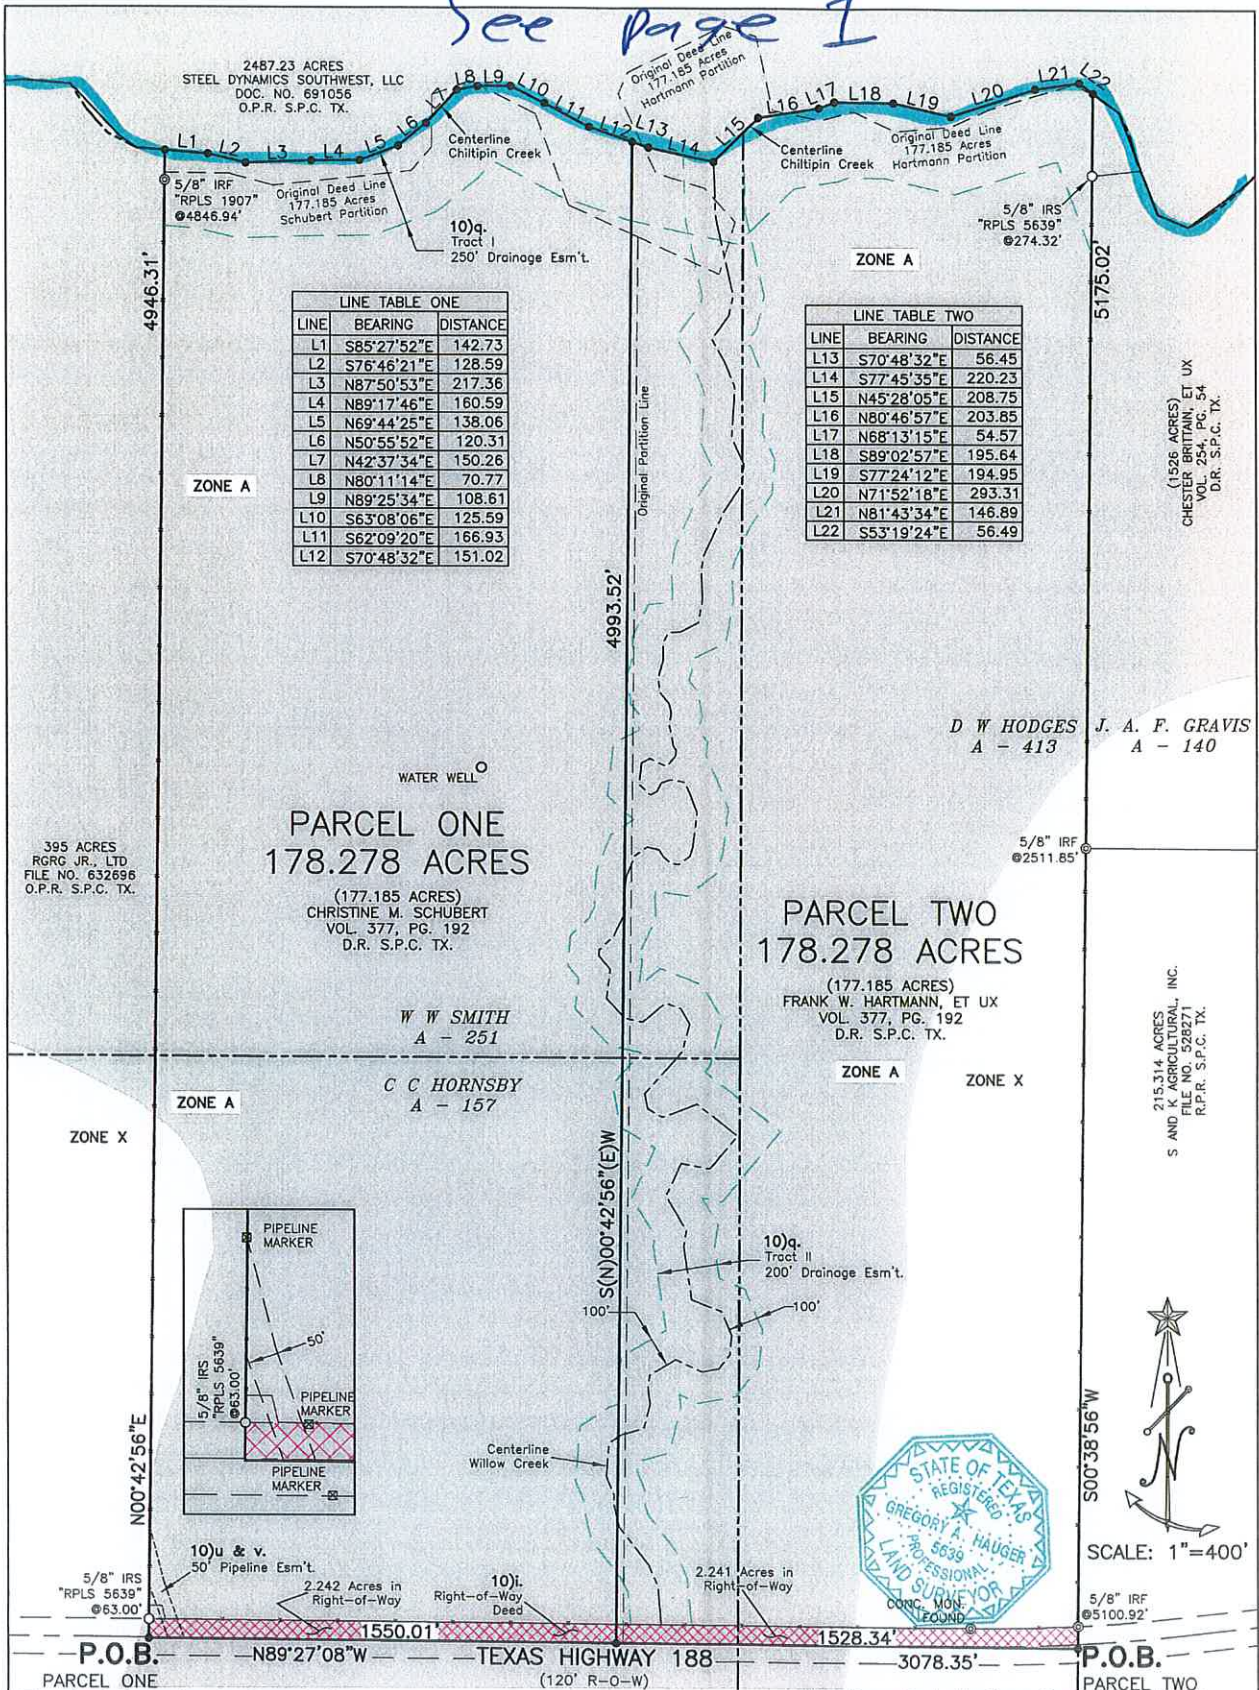 See page 1
2487.23 ACRES
STEEL DYNAMICS SOUTHWEST, LLC
DOC. NO. 691056
O.P.R. S.P.C. TX.
Original Deed Line
177.185 Acres
Hartmann Partition
L1
L2
L3
L4
L5
L6
L7
L8
L9
L10
L11
L12
L13
L14
L15
L16
L17
L18
L19
L20
L21
L22
Centerline
Chiltipin Creek
Centerline
Chiltipin Creek
Original Deed Line
177.185 Acres
Hartmann Partition
5/8" IRF
"RPLS 1907"
@4846.94'
Original Deed Line
177.185 Acres
Schubert Partition
10)q.
Tract I
250' Drainage Esm't.
5/8" IRS
"RPLS 5639"
@274.32'
ZONE A
4946.31'
5175.02'
LINE TABLE ONE
LINE BEARING DISTANCE
L1 S85°27'52"E 142.73
L2 S76°46'21"E 128.59
L3 N87°50'53"E 217.36
L4 N89°17'46"E 160.59
L5 N69°44'25"E 138.06
L6 N50°55'52"E 120.31
L7 N42°37'34"E 150.26
L8 N80°11'14"E 70.77
L9 N89°25'34"E 108.61
L10 S63°08'06"E 125.59
L11 S62°09'20"E 166.93
L12 S70°48'32"E 151.02
LINE TABLE TWO
LINE BEARING DISTANCE
L13 S70°48'32"E 56.45
L14 S77°45'35"E 220.23
L15 N45°28'05"E 208.75
L16 N80°46'57"E 203.85
L17 N68°13'15"E 54.57
L18 S89°02'57"E 195.64
L19 S77°24'12"E 194.95
L20 N71°52'18"E 293.31
L21 N81°43'34"E 146.89
L22 S53°19'24"E 56.49
(1526 ACRES)
CHESTER BRITTAIN, ET UX
VOL. 254, PG. 54
D.R. S.P.C. TX.
ZONE A
Original Partition Line
4993.52'
D W HODGES
A - 413
J. A. F. GRAVIS
A - 140
WATER WELL
PARCEL ONE
178.278 ACRES
(177.185 ACRES)
CHRISTINE M. SCHUBERT
VOL. 377, PG. 192
D.R. S.P.C. TX.
395 ACRES
RGRG JR., LTD
FILE NO. 632696
O.P.R. S.P.C. TX.
5/8" IRF
@2511.85'
PARCEL TWO
178.278 ACRES
(177.185 ACRES)
FRANK W. HARTMANN, ET UX
VOL. 377, PG. 192
D.R. S.P.C. TX.
W W SMITH
A - 251
C C HORNSBY
A - 157
ZONE A
ZONE X
215.314 ACRES
S AND K AGRICULTURAL, INC.
FILE NO. 528271
R.P.R. S.P.C. TX.
ZONE A
ZONE X
S(N)00°42'56"(E)W
10)q.
Tract II
200' Drainage Esm't.
100'
100'
PIPELINE
MARKER
50'
5/8" IRS
"RPLS 5639"
@63.00'
PIPELINE
MARKER
PIPELINE
MARKER
Centerline
Willow Creek
N00°42'56"E
S00°38'56"W
N
SCALE: 1"=400'
STATE OF TEXAS
REGISTERED
GREGORY A. HAUGER
5639
PROFESSIONAL
LAND SURVEYOR
CONC. MON.
FOUND
10)u & v.
50' Pipeline Esm't.
5/8" IRS
"RPLS 5639"
@63.00'
2.242 Acres in
Right-of-Way
10)i.
Right-of-Way
Deed
2.241 Acres in
Right-of-Way
5/8" IRF
@5100.92'
1550.01'
1528.34'
P.O.B.
PARCEL ONE
N89°27'08"W
TEXAS HIGHWAY 188
(120' R-O-W)
3078.35'
P.O.B.
PARCEL TWO